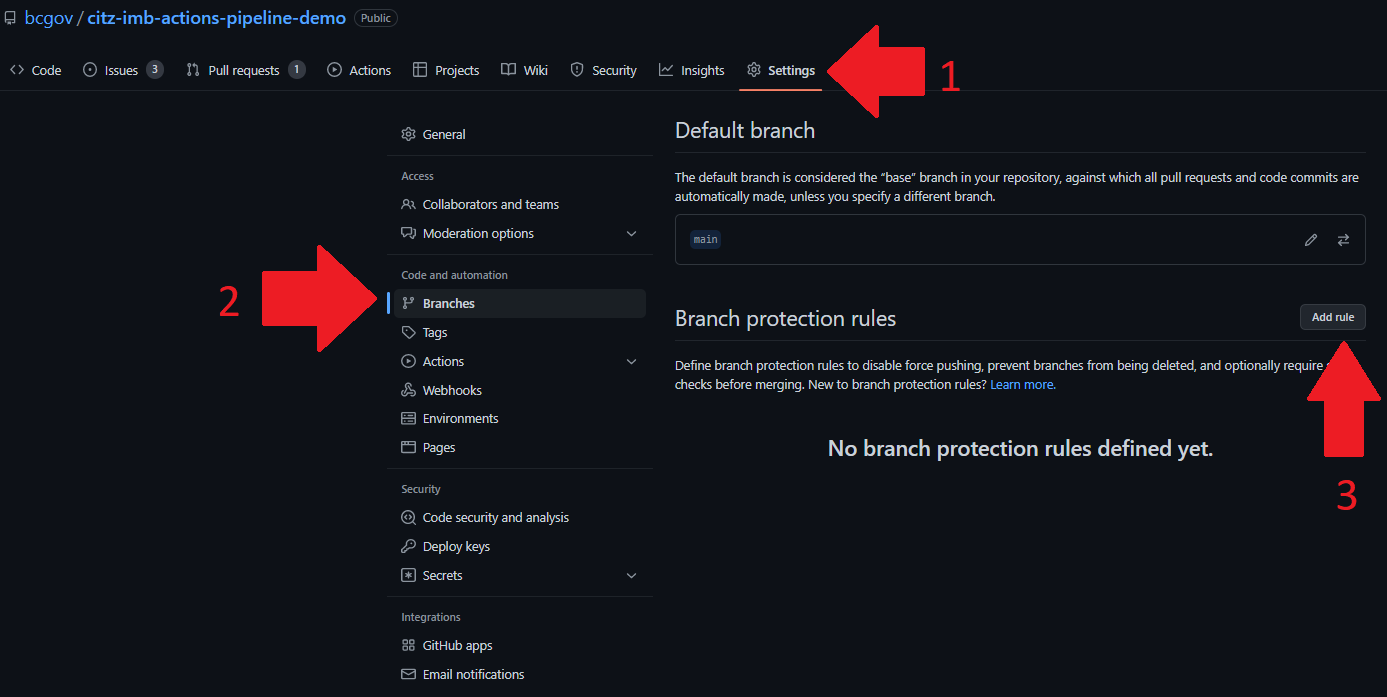 bcgov / citz-imb-actions-pipeline-demo Public
Code Issues 3 Pull requests 1 Actions Projects Wiki Security Insights Settings
1
General
Access
Collaborators and teams
Moderation options
Code and automation
2
Branches
Tags
Actions
Webhooks
Environments
Pages
Security
Code security and analysis
Deploy keys
Secrets
Integrations
GitHub apps
Email notifications
Default branch
The default branch is considered the “base” branch in your repository, against which all pull requests and code commits are
automatically made, unless you specify a different branch.
main
Branch protection rules
Add rule
Define branch protection rules to disable force pushing, prevent branches from being deleted, and optionally require
checks before merging. New to branch protection rules? Learn more.
No branch protection rules defined yet.
3